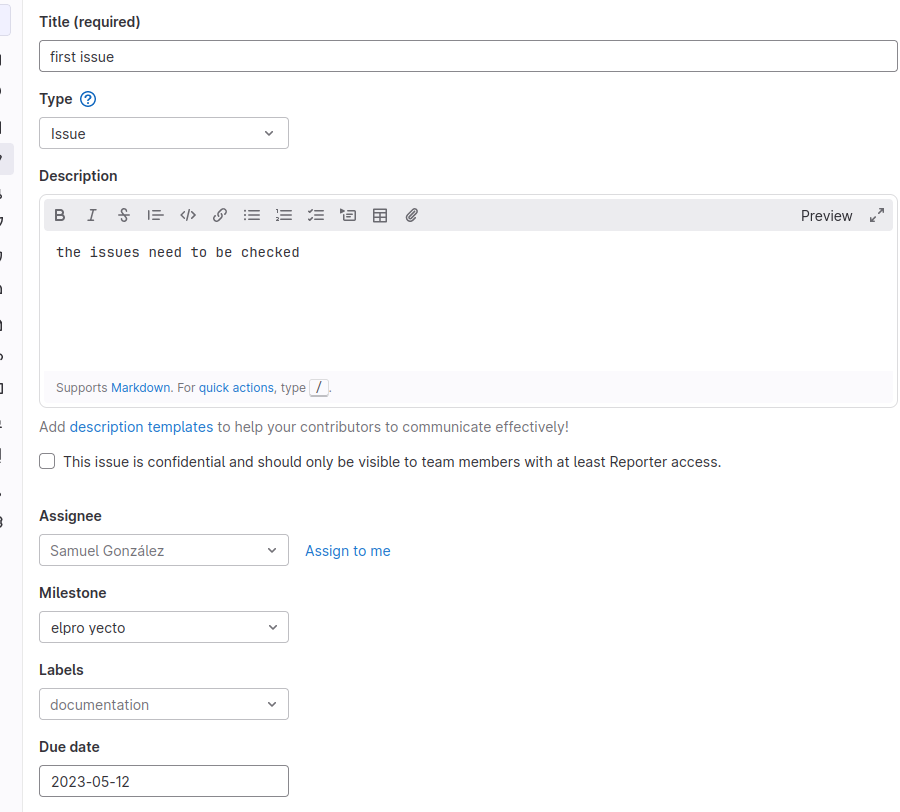 Title (required)
first issue
Type
Issue
Description
Preview
the issues need to be checked
Supports Markdown. For quick actions, type /.
Add description templates to help your contributors to communicate effectively!
This issue is confidential and should only be visible to team members with at least Reporter access.
Assignee
Samuel González Assign to me
Milestone
elpro yecto
Labels
documentation
Due date
2023-05-12